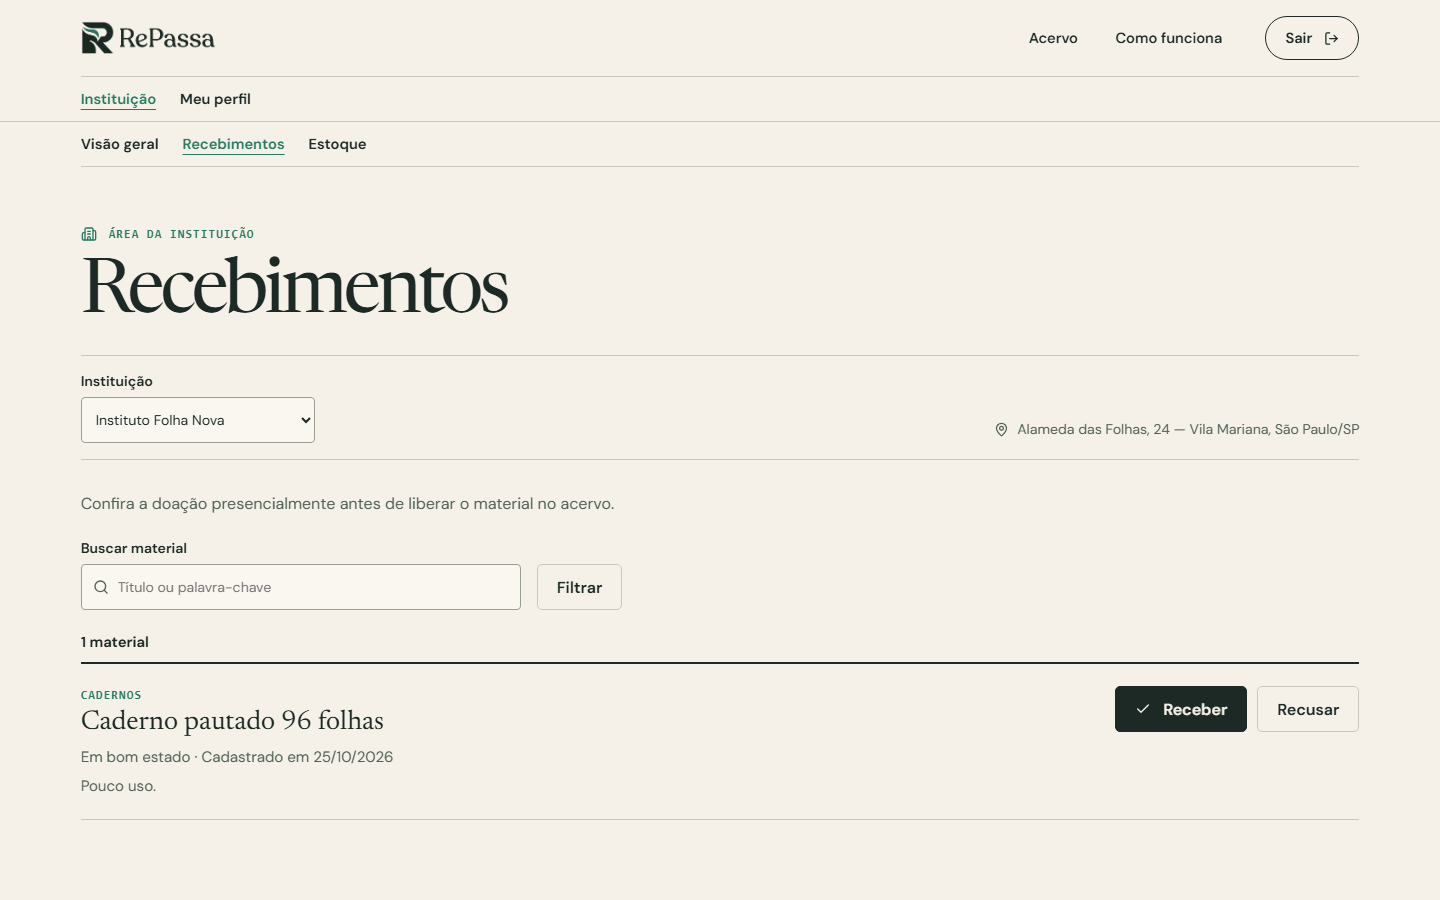 RePassa
Acervo
Como funciona
Sair
Instituição
Meu perfil
Visão geral
Recebimentos
Estoque
ÁREA DA INSTITUIÇÃO
Recebimentos
Instituição
Instituto Folha Nova
Alameda das Folhas, 24 — Vila Mariana, São Paulo/SP
Confira a doação presencialmente antes de liberar o material no acervo.
Buscar material
Título ou palavra-chave
Filtrar
1 material
CADERNOS
Caderno pautado 96 folhas
Receber
Recusar
Em bom estado · Cadastrado em 25/10/2026
Pouco uso.